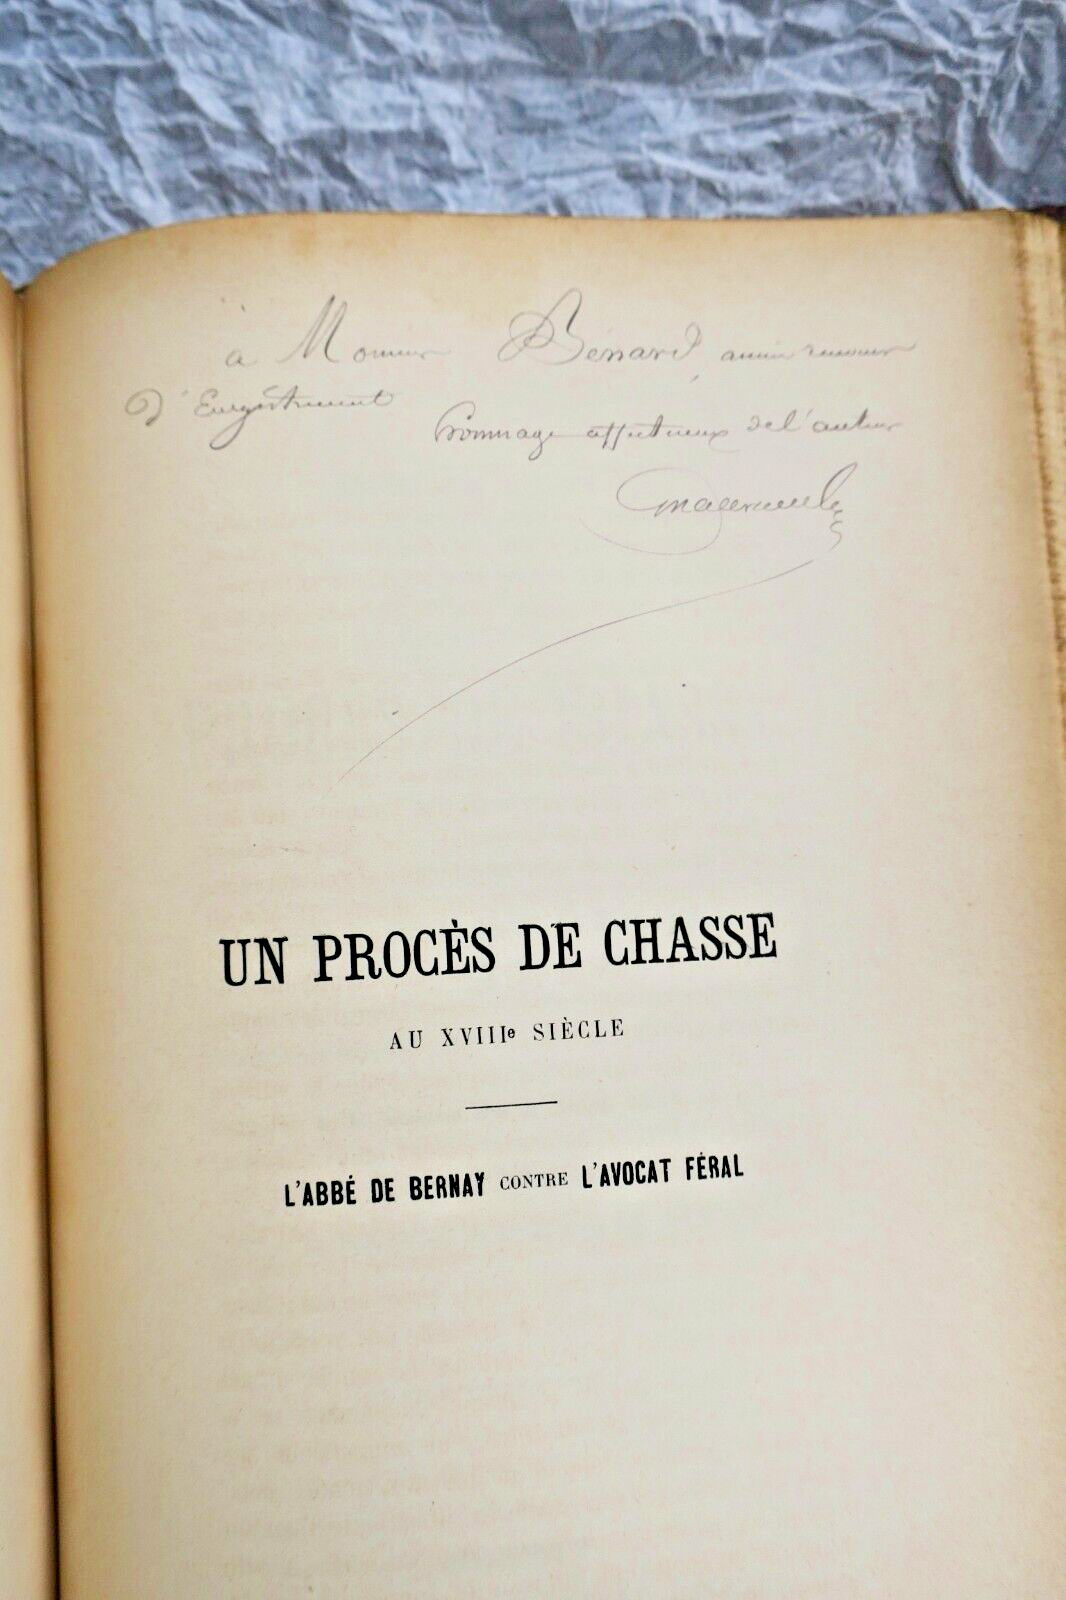 à Monsieur Benard, ancien receveur
d'Enregistrement
hommage affectueux de l'auteur
UN PROCÈS DE CHASSE
AU XVIIIe SIÈCLE
L'ABBÉ DE BERNAY CONTRE L'AVOCAT FÉRAL